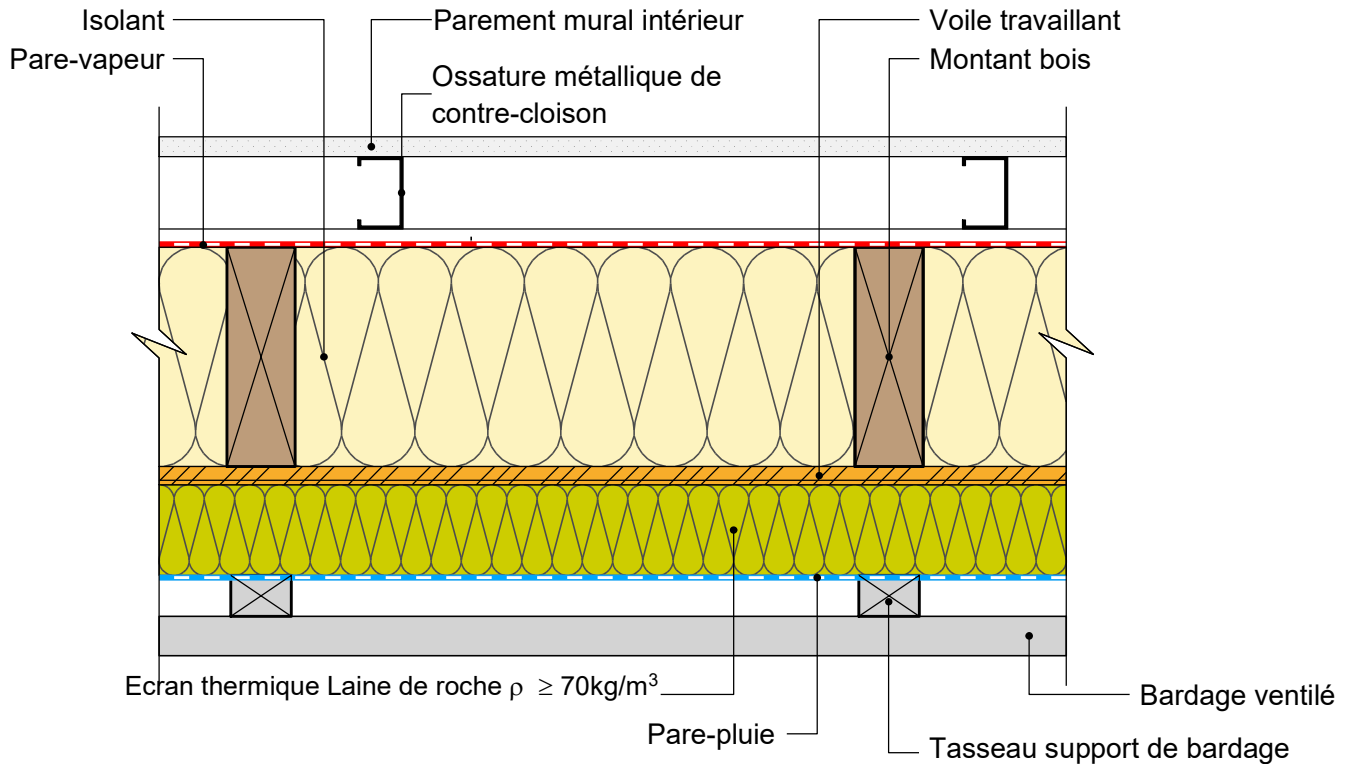 Isolant
Parement mural intérieur
Voile travaillant
Pare-vapeur
Ossature métallique de
contre-cloison
Montant bois
Ecran thermique Laine de roche ρ ≥ 70kg/m³
Bardage ventilé
Pare-pluie
Tasseau support de bardage